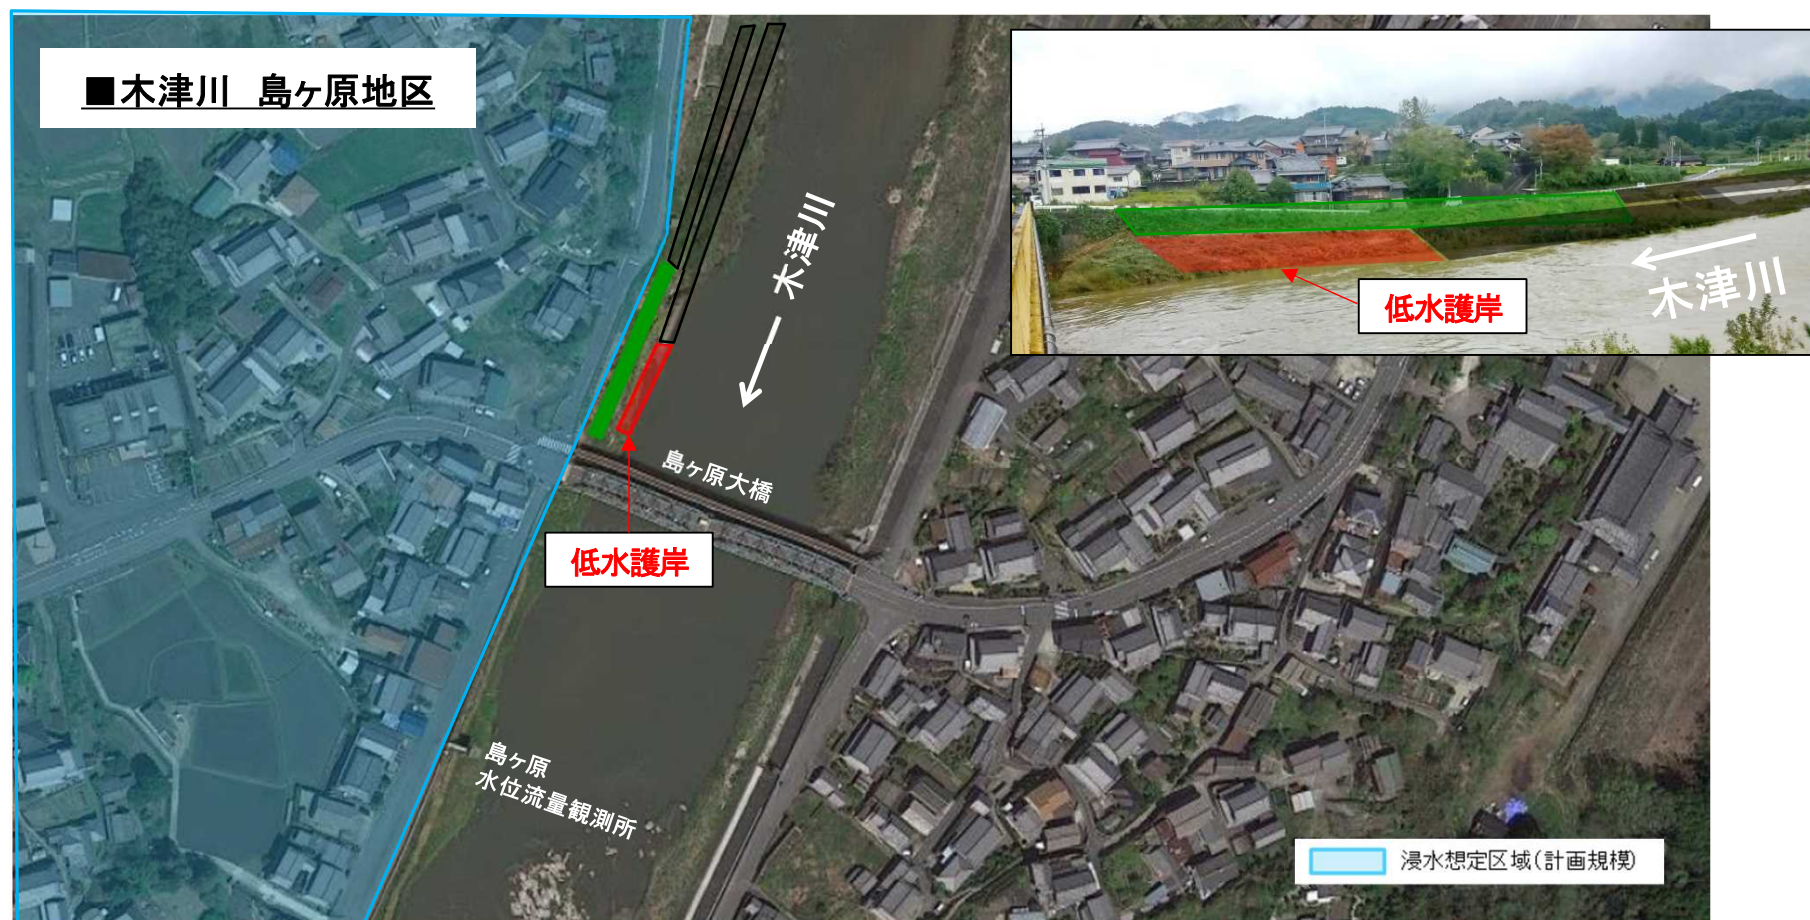 ■木津川　島ヶ原地区
木津川
低水護岸
木津川
島ヶ原大橋
低水護岸
島ヶ原
水位流量観測所
浸水想定区域(計画規模)